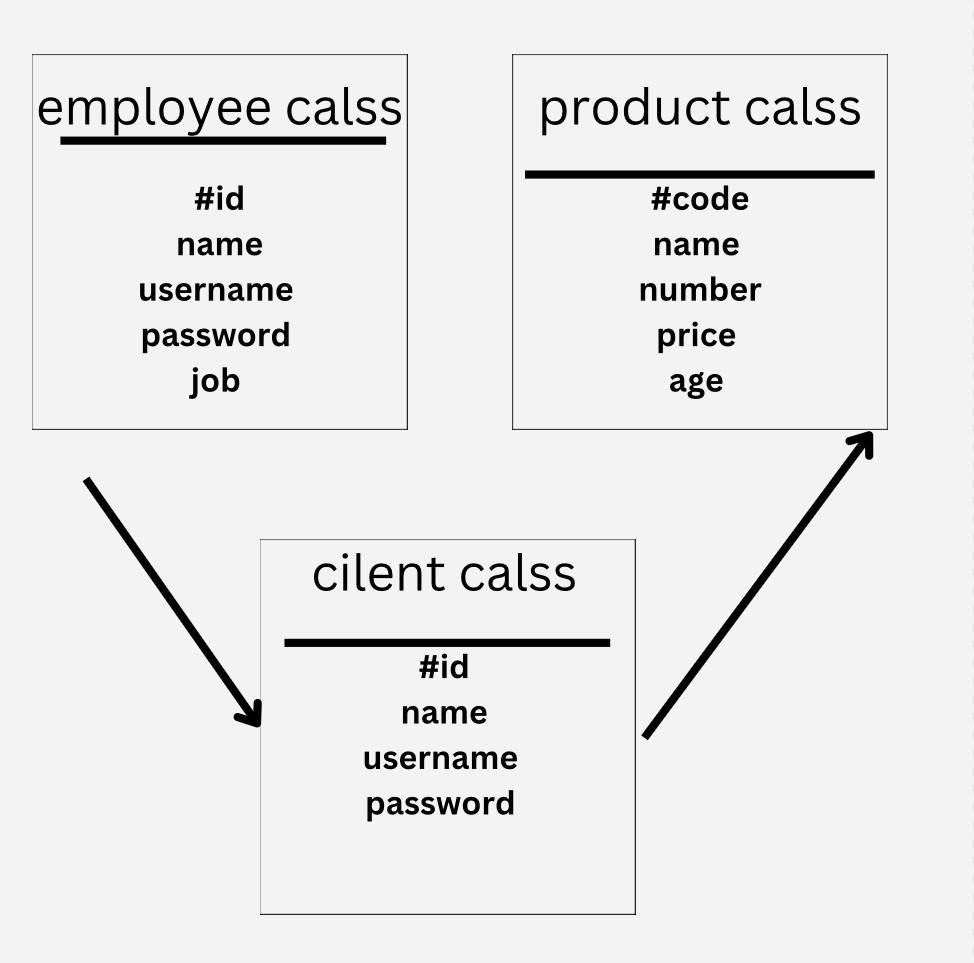 employee calss
#id
name
username
password
job
product calss
#code
name
number
price
age
cilent calss
#id
name
username
password